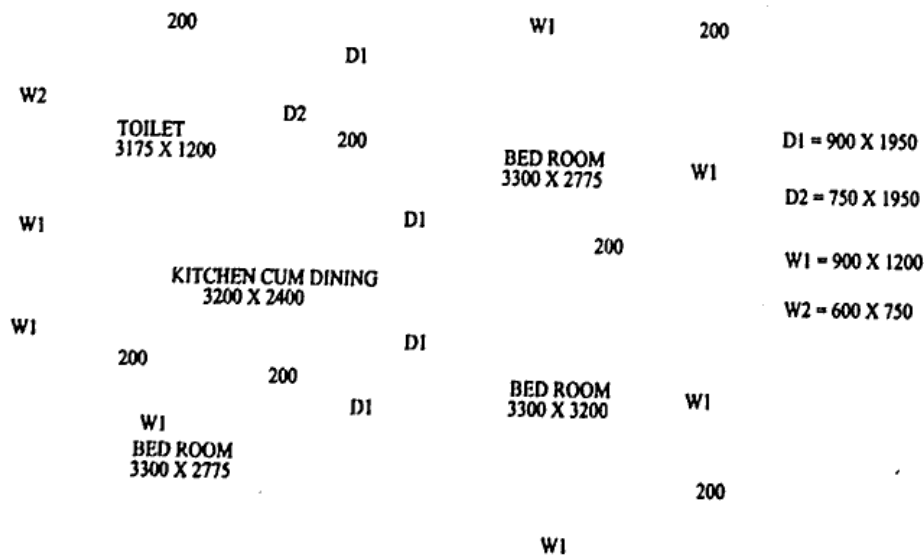 200
W1
200
D1
W2
D2
TOILET
3175 X 1200
200
D1 = 900 X 1950
BED ROOM
3300 X 2775
W1
D2 = 750 X 1950
W1
D1
200
W1 = 900 X 1200
KITCHEN CUM DINING
3200 X 2400
W2 = 600 X 750
W1
D1
200
200
BED ROOM
3300 X 3200
W1
D1
W1
BED ROOM
3300 X 2775
200
W1